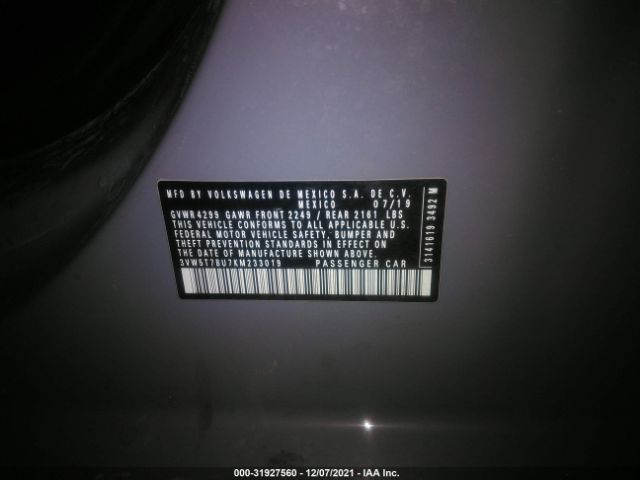 MFD BY VOLKSWAGEN DE MEXICO S.A. DE C.V.
MEXICO 07/19
GVWR 4299 GAWR FRONT 2249 / REAR 2161 LBS
THIS VEHICLE CONFORMS TO ALL APPLICABLE U.S.
FEDERAL MOTOR VEHICLE SAFETY, BUMPER AND
THEFT PREVENTION STANDARDS IN EFFECT ON
THE DATE OF MANUFACTURE SHOWN ABOVE.
3VW5T7BU7KM233019 PASSENGER CAR
3141619 3492 M
000-31927560 - 12/07/2021 - IAA Inc.